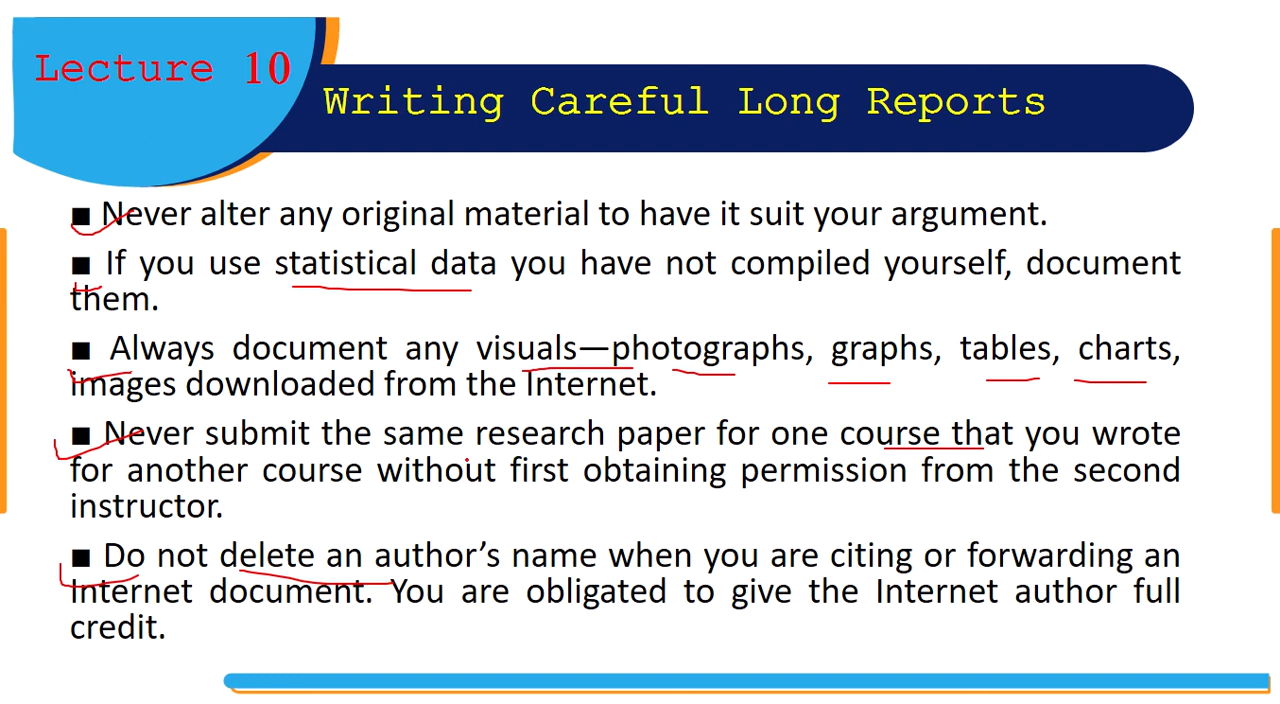 Lecture 10
Writing Careful Long Reports
■ Never alter any original material to have it suit your argument.
■ If you use statistical data you have not compiled yourself, document
them.
■ Always document any visuals—photographs, graphs, tables, charts,
images downloaded from the Internet.
■ Never submit the same research paper for one course that you wrote
for another course without first obtaining permission from the second
instructor.
■ Do not delete an author’s name when you are citing or forwarding an
Internet document. You are obligated to give the Internet author full
credit.